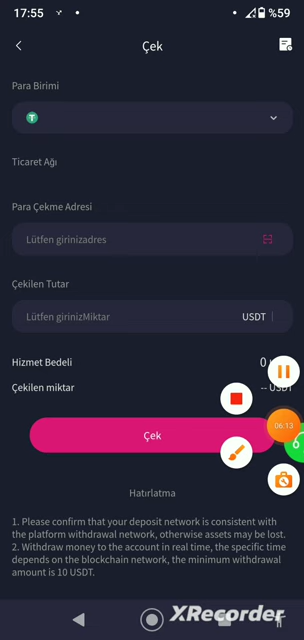 17:55
%59
Çek
Para Birimi
Ticaret Ağı
Para Çekme Adresi
Lütfen girinizadres
Çekilen Tutar
Lütfen girinizMiktar USDT
Hizmet Bedeli 0
Çekilen miktar -- USDT
06:13
Çek
Hatırlatma
1. Please confirm that your deposit network is consistent with
the platform withdrawal network, otherwise assets may be lost.
2. Withdraw money to the account in real time, the specific time
depends on the blockchain network, the minimum withdrawal
amount is 10 USDT.
XRecorder